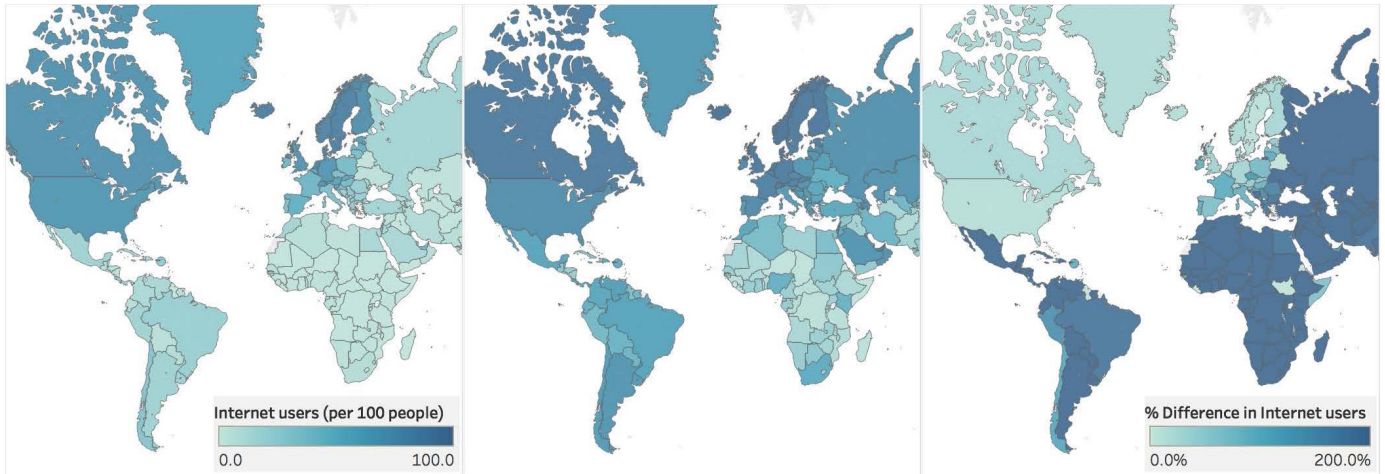 Internet users (per 100 people)
0.0 100.0
% Difference in Internet users
0.0% 200.0%